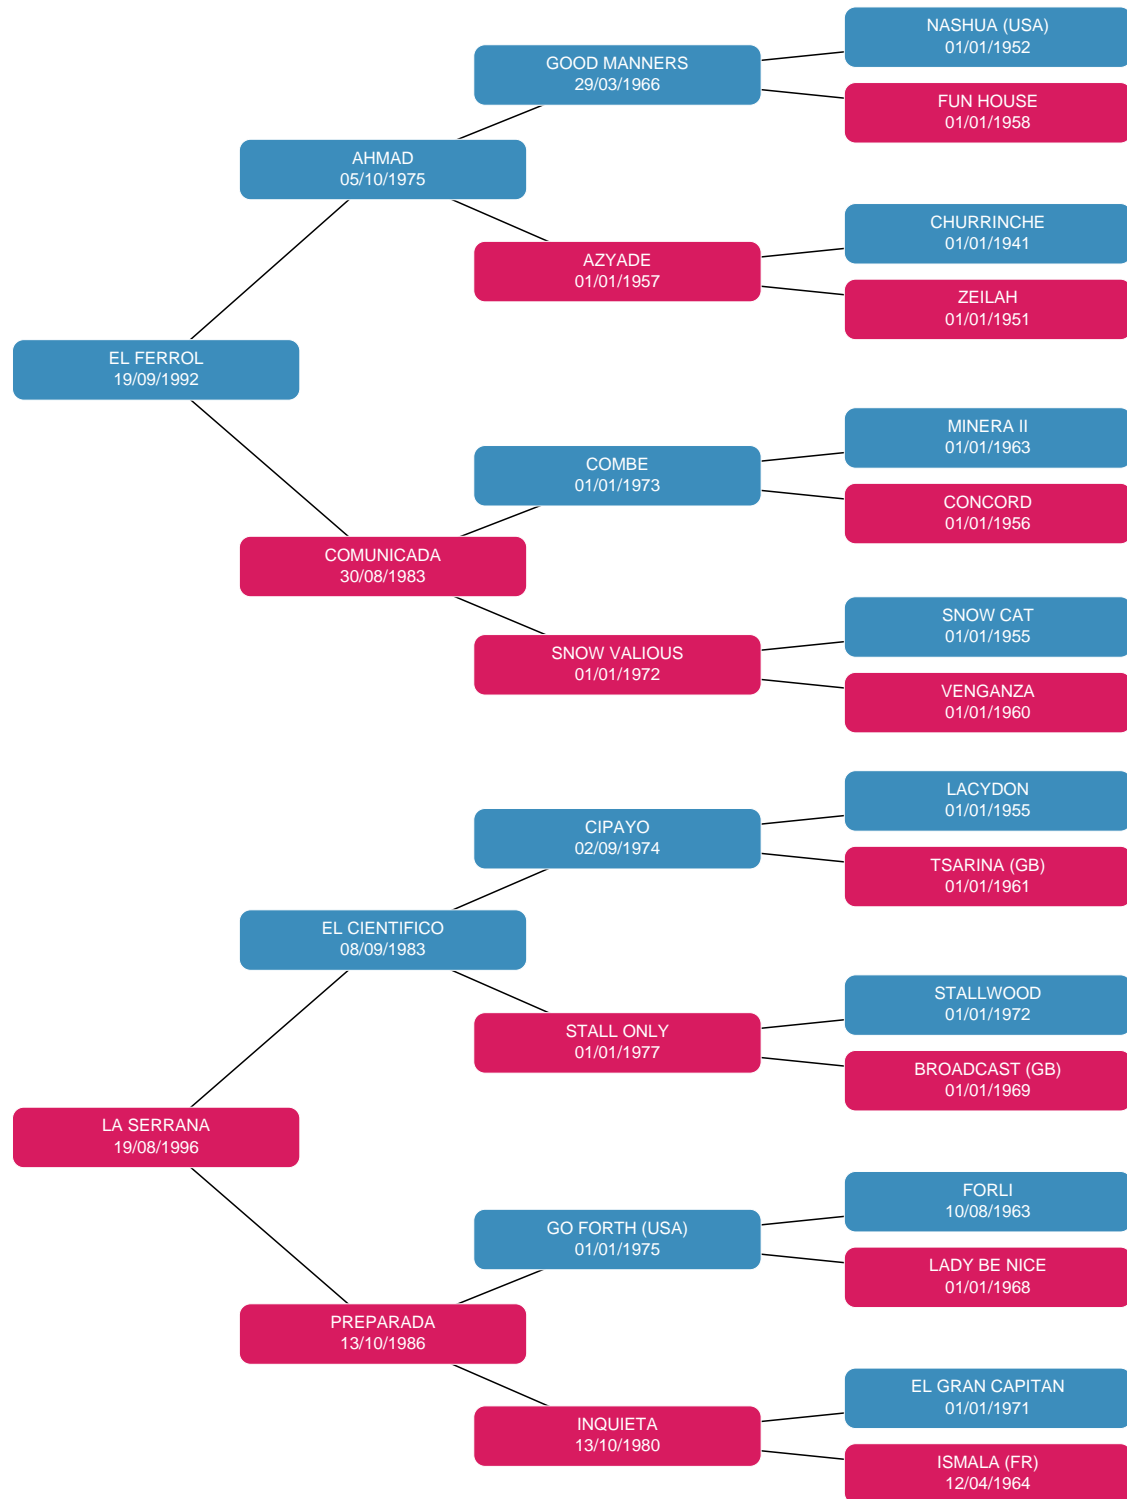 NASHUA (USA)
01/01/1952
GOOD MANNERS
29/03/1966
FUN HOUSE
01/01/1958
AHMAD
05/10/1975
CHURRINCHE
01/01/1941
AZYADE
01/01/1957
ZEILAH
01/01/1951
EL FERROL
19/09/1992
MINERA II
01/01/1963
COMBE
01/01/1973
CONCORD
01/01/1956
COMUNICADA
30/08/1983
SNOW CAT
01/01/1955
SNOW VALIOUS
01/01/1972
VENGANZA
01/01/1960
LACYDON
01/01/1955
CIPAYO
02/09/1974
TSARINA (GB)
01/01/1961
EL CIENTIFICO
08/09/1983
STALLWOOD
01/01/1972
STALL ONLY
01/01/1977
BROADCAST (GB)
01/01/1969
LA SERRANA
19/08/1996
FORLI
10/08/1963
GO FORTH (USA)
01/01/1975
LADY BE NICE
01/01/1968
PREPARADA
13/10/1986
EL GRAN CAPITAN
01/01/1971
INQUIETA
13/10/1980
ISMALA (FR)
12/04/1964